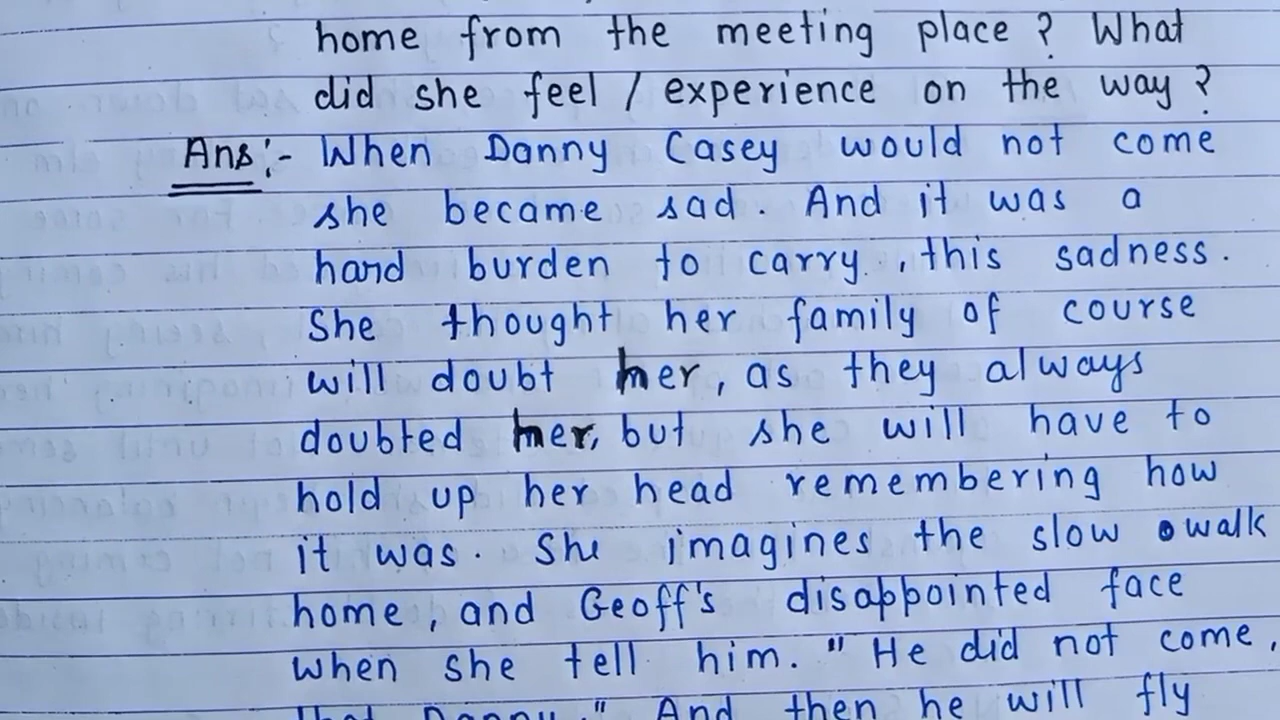 home from the meeting place ? What
did she feel / experience on the way ?
Ans:- When Danny Casey would not come
she became sad. And it was a
hard burden to carry, this sadness.
She thought her family of course
will doubt her, as they always
doubted her, but she will have to
hold up her head remembering how
it was. She imagines the slow walk
home, and Geoff's disappointed face
when she tell him. " He did not come,
that Danny." And then he will fly